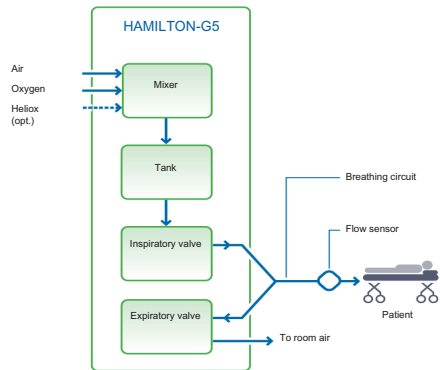 HAMILTON-G5
Air
Oxygen
Heliox
(opt.)
Mixer
Tank
Breathing circuit
Flow sensor
Inspiratory valve
Expiratory valve
Patient
To room air